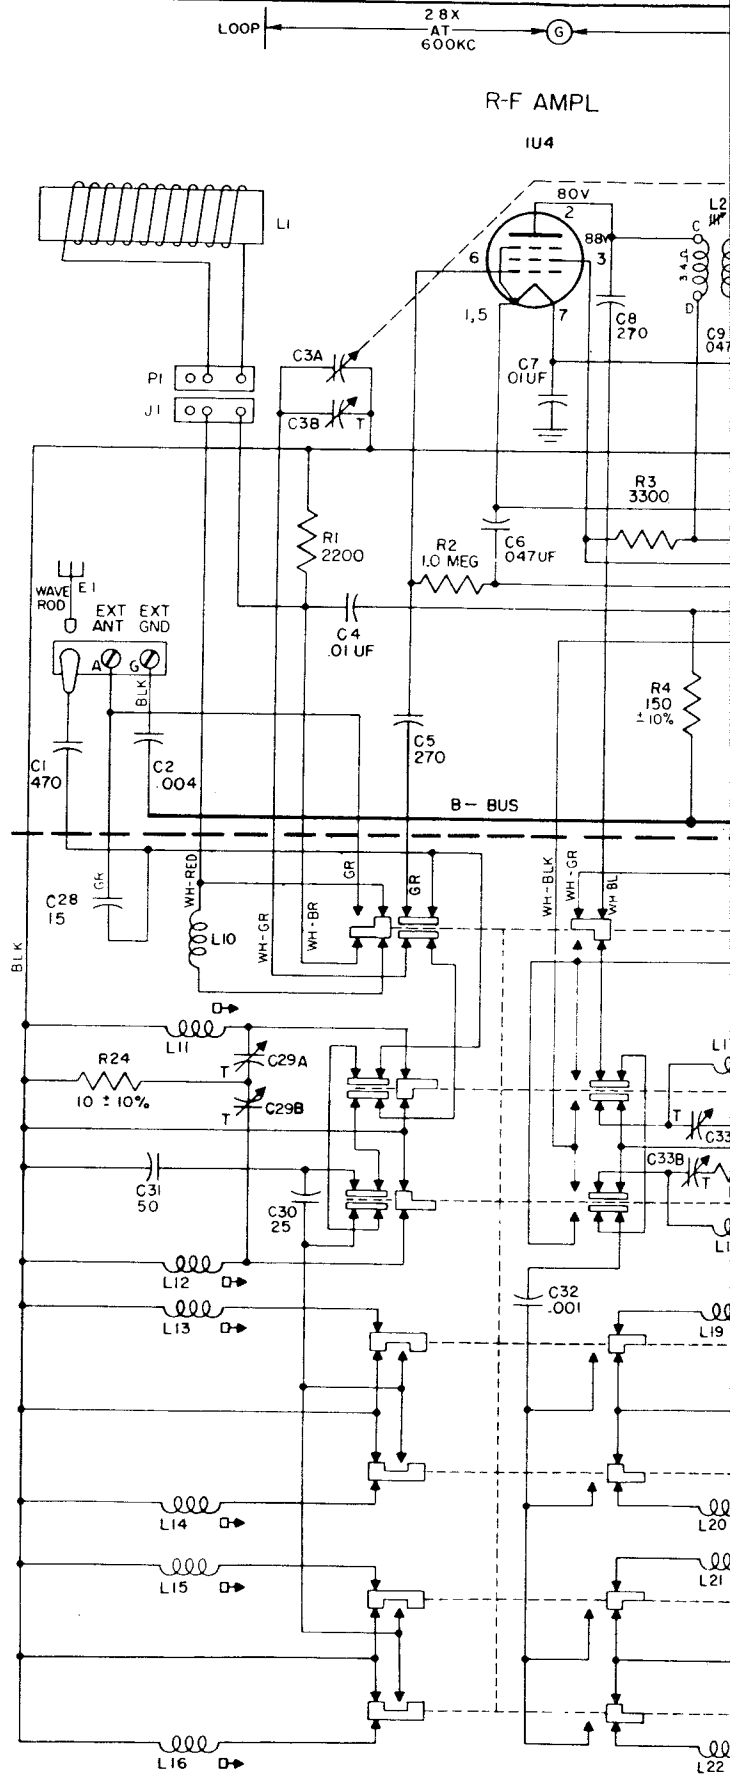 LOOP
28X
AT
600KC
G
R-F AMPL
1U4
80V
2
L2
C
88V
L1
6
3
3.4Ω
D
1,5
7
C8
270
C9
.047
C3A
C7
.01UF
P1
C3B
T
J1
R3
3300
R1
2200
R2
1.0 MEG
C6
.047UF
WAVE
ROD
E1
EXT
ANT
EXT
GND
C4
.01UF
A
G
BLK
R4
150
±10%
C5
270
C1
470
C2
.004
B- BUS
GR
C28
15
WH-RED
GR
GR
WH-BLK
WH-GR
WH BL
L10
WH-GR
WH-BR
BLK
L11
R24
10 ±10%
T
C29A
T
C29B
T
C33
C33B
T
C31
50
C30
25
L12
C32
.001
L13
L19
L14
L20
L15
L21
L16
L22